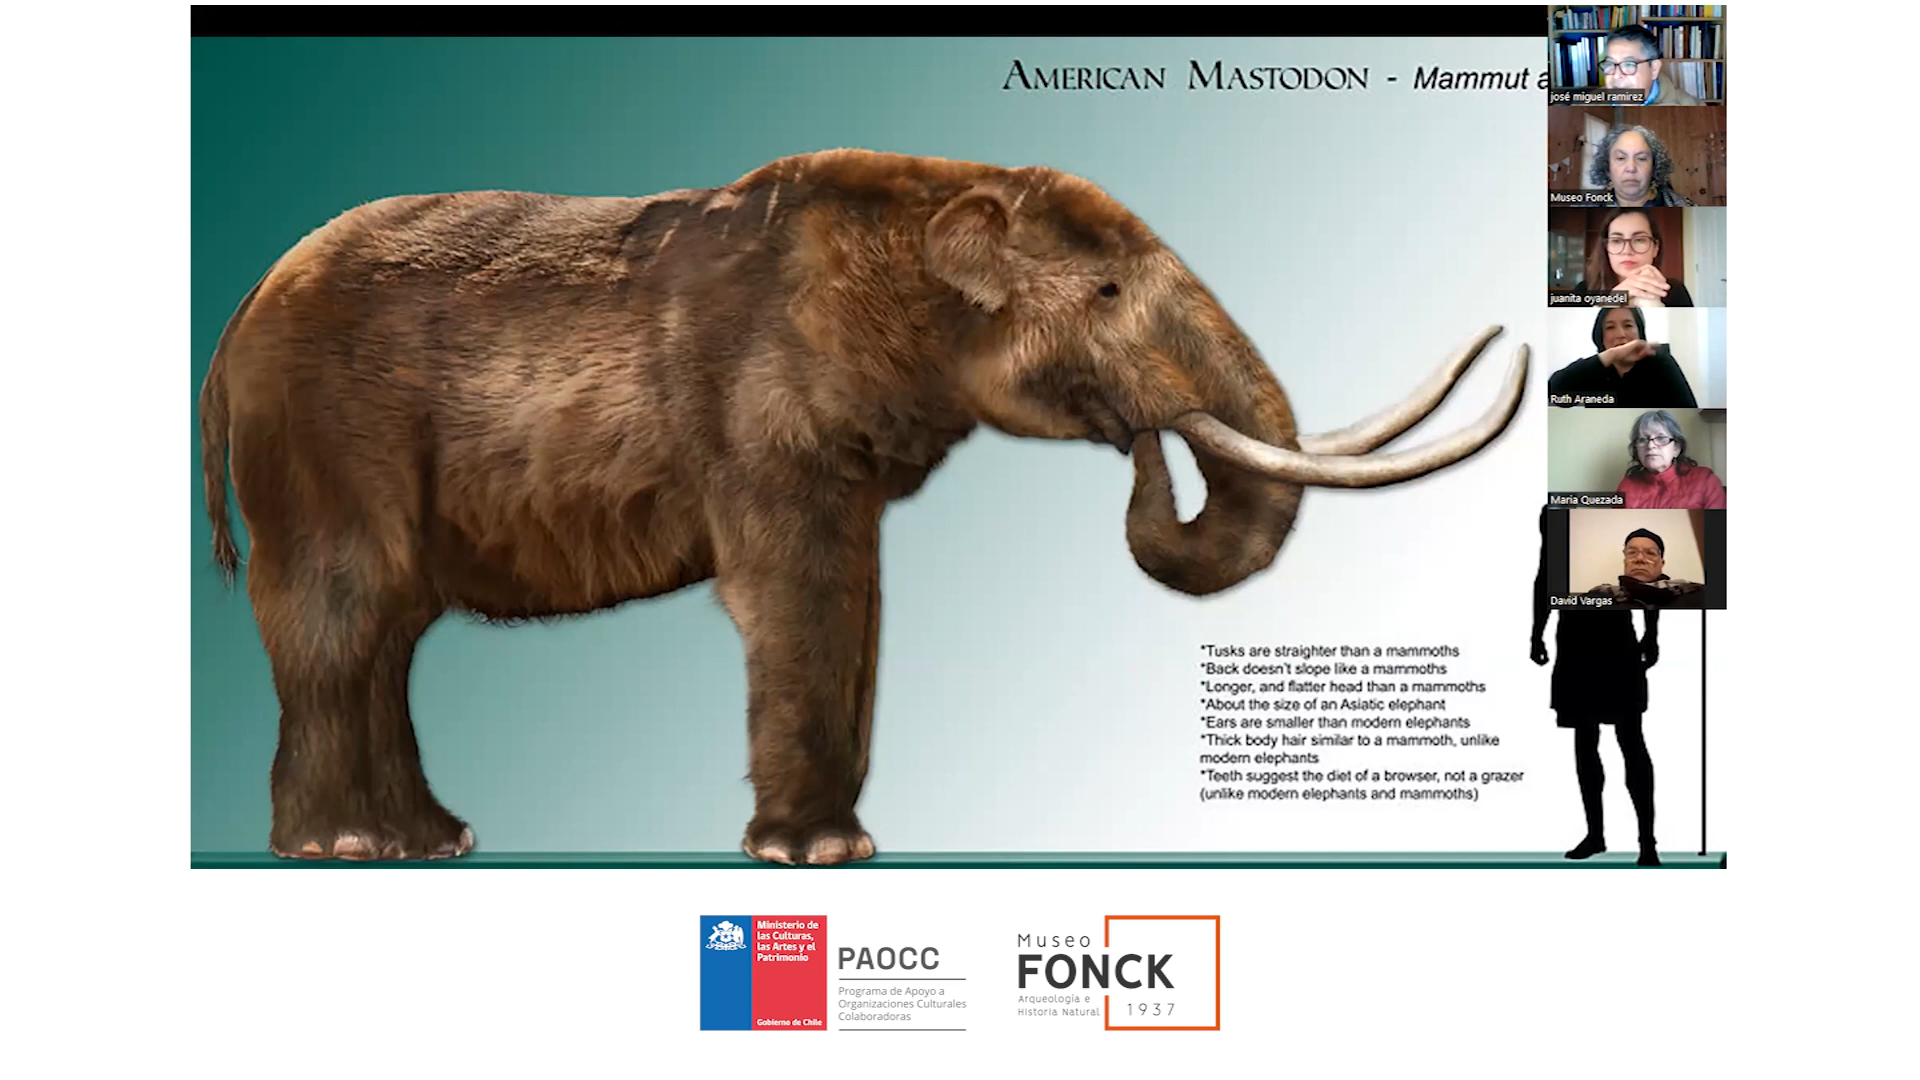 AMERICAN MASTODON - Mammut a
josé miguel ramirez
Museo Fonck
juanita oyanedel
Ruth Araneda
Maria Quezada
David Vargas
*Tusks are straighter than a mammoths
*Back doesn't slope like a mammoths
*Longer, and flatter head than a mammoths
*About the size of an Asiatic elephant
*Ears are smaller than modern elephants
*Thick body hair similar to a mammoth, unlike
modern elephants
*Teeth suggest the diet of a browser, not a grazer
(unlike modern elephants and mammoths)
Ministerio de
las Culturas,
las Artes y el
Patrimonio
Gobierno de Chile
PAOCC
Programa de Apoyo a
Organizaciones Culturales
Colaboradoras
Museo
FONCK
Arqueología e
Historia Natural
1937